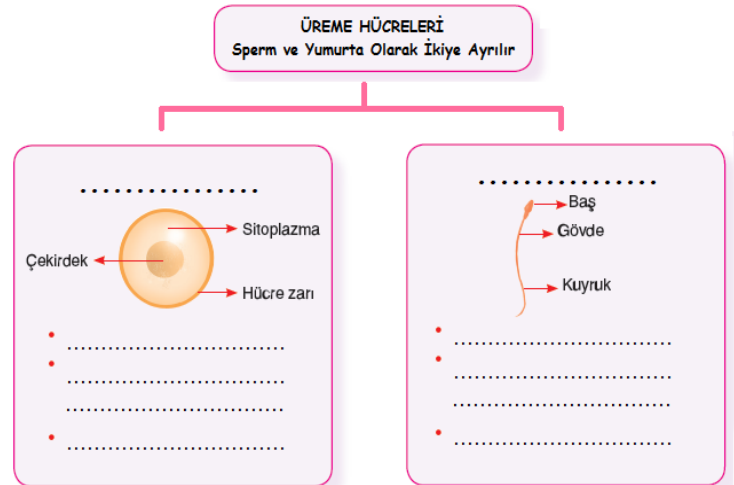 ÜREME HÜCRELERİ
Sperm ve Yumurta Olarak İkiye Ayrılır
................
Sitoplazma
Çekirdek
Hücre zarı
• ................................
• ................................
................................
• ................................
................
Baş
Gövde
Kuyruk
• ................................
• ................................
................................
• ................................